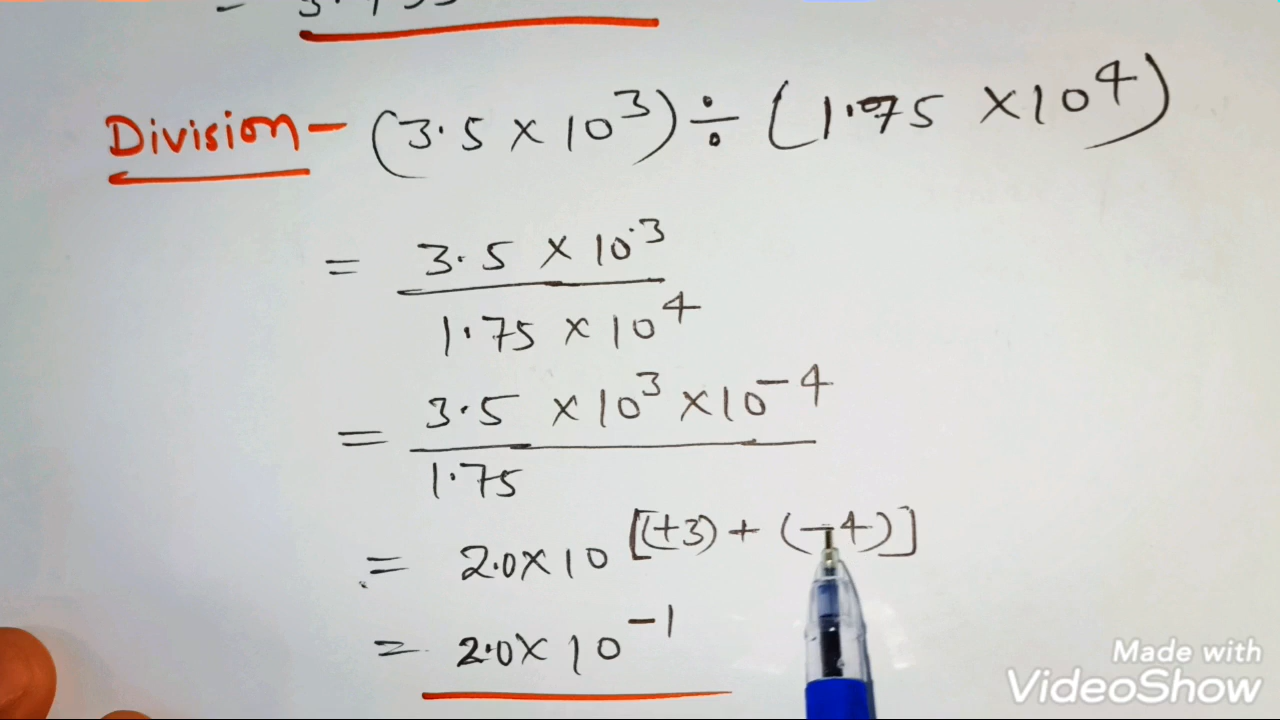 Division - (3.5 × 10³) ÷ (1.75 × 10⁴)
= 3.5 × 10³
1.75 × 10⁴
= 3.5 × 10³ × 10⁻⁴
1.75
= 2.0 × 10 [(+3) + (-4)]
= 2.0 × 10⁻¹
Made with
VideoShow